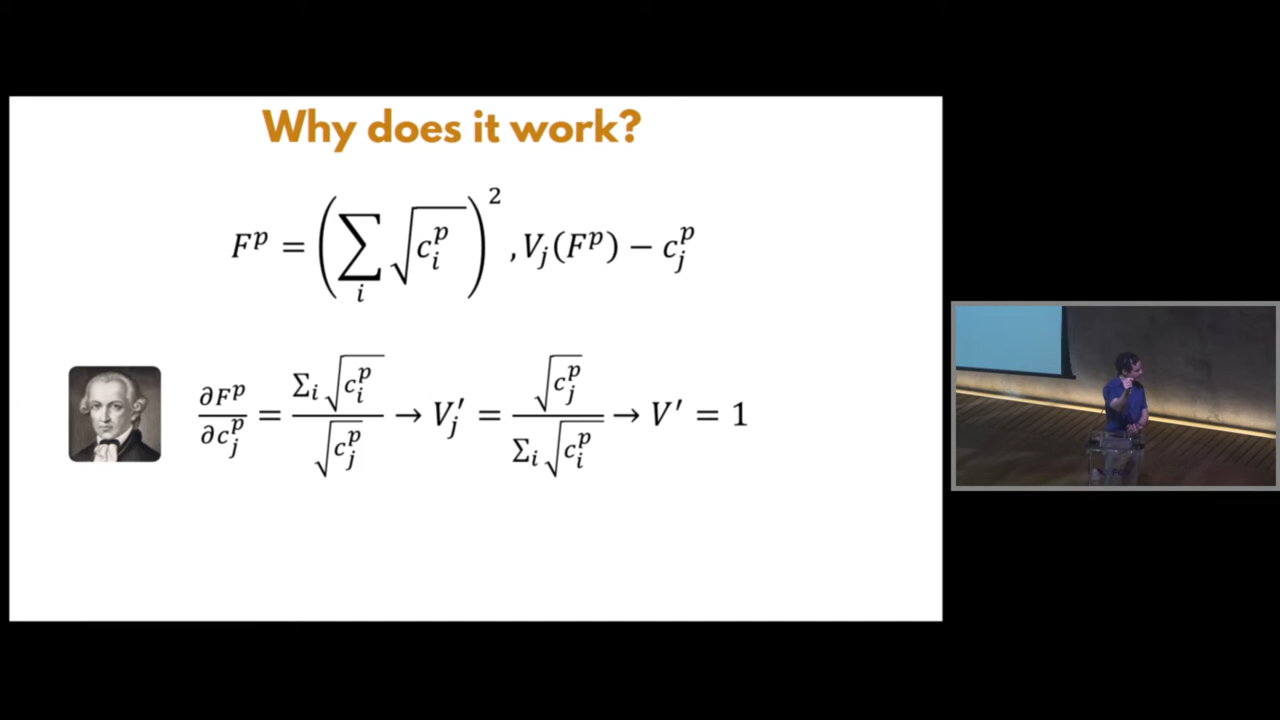 Why does it work?
F^p = (∑_i √(c_i^p))^2 , V_j(F^p) − c_j^p
∂F^p/∂c_j^p = ∑_i √(c_i^p) / √(c_j^p) → V_j′ = √(c_j^p) / ∑_i √(c_i^p) → V′ = 1